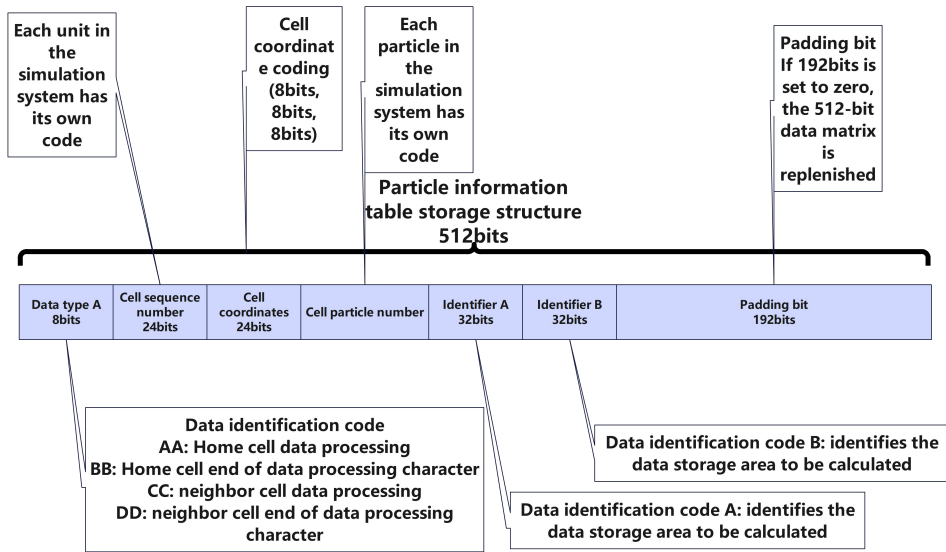 Each unit in
the
simulation
system has
its own
code
Cell
coordinat
e coding
(8bits,
8bits,
8bits)
Each
particle in
the
simulation
system has
its own
code
Padding bit
If 192bits is
set to zero,
the 512-bit
data matrix
is
replenished
Particle information
table storage structure
512bits
Data type A
8bits
Cell sequence
number
24bits
Cell
coordinates
24bits
Cell particle number
Identifier A
32bits
Identifier B
32bits
Padding bit
192bits
Data identification code
AA: Home cell data processing
BB: Home cell end of data processing character
CC: neighbor cell data processing
DD: neighbor cell end of data processing
character
Data identification code B: identifies the
data storage area to be calculated
Data identification code A: identifies the
data storage area to be calculated